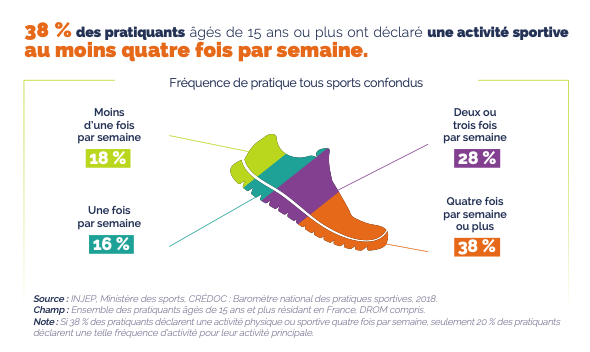 38 % des pratiquants âgés de 15 ans ou plus ont déclaré une activité sportive
au moins quatre fois par semaine.
Fréquence de pratique tous sports confondus
Moins
d'une fois
par semaine
18 %
Deux ou
trois fois
par semaine
28 %
Une fois
par semaine
16 %
Quatre fois
par semaine
ou plus
38 %
Source : INJEP, Ministère des sports, CRÉDOC : Baromètre national des pratiques sportives, 2018.
Champ : Ensemble des pratiquants âgés de 15 ans et plus résidant en France, DROM compris.
Note : Si 38 % des pratiquants déclarent une activité physique ou sportive quatre fois par semaine, seulement 20 % des pratiquants
déclarent une telle fréquence d'activité pour leur activité principale.